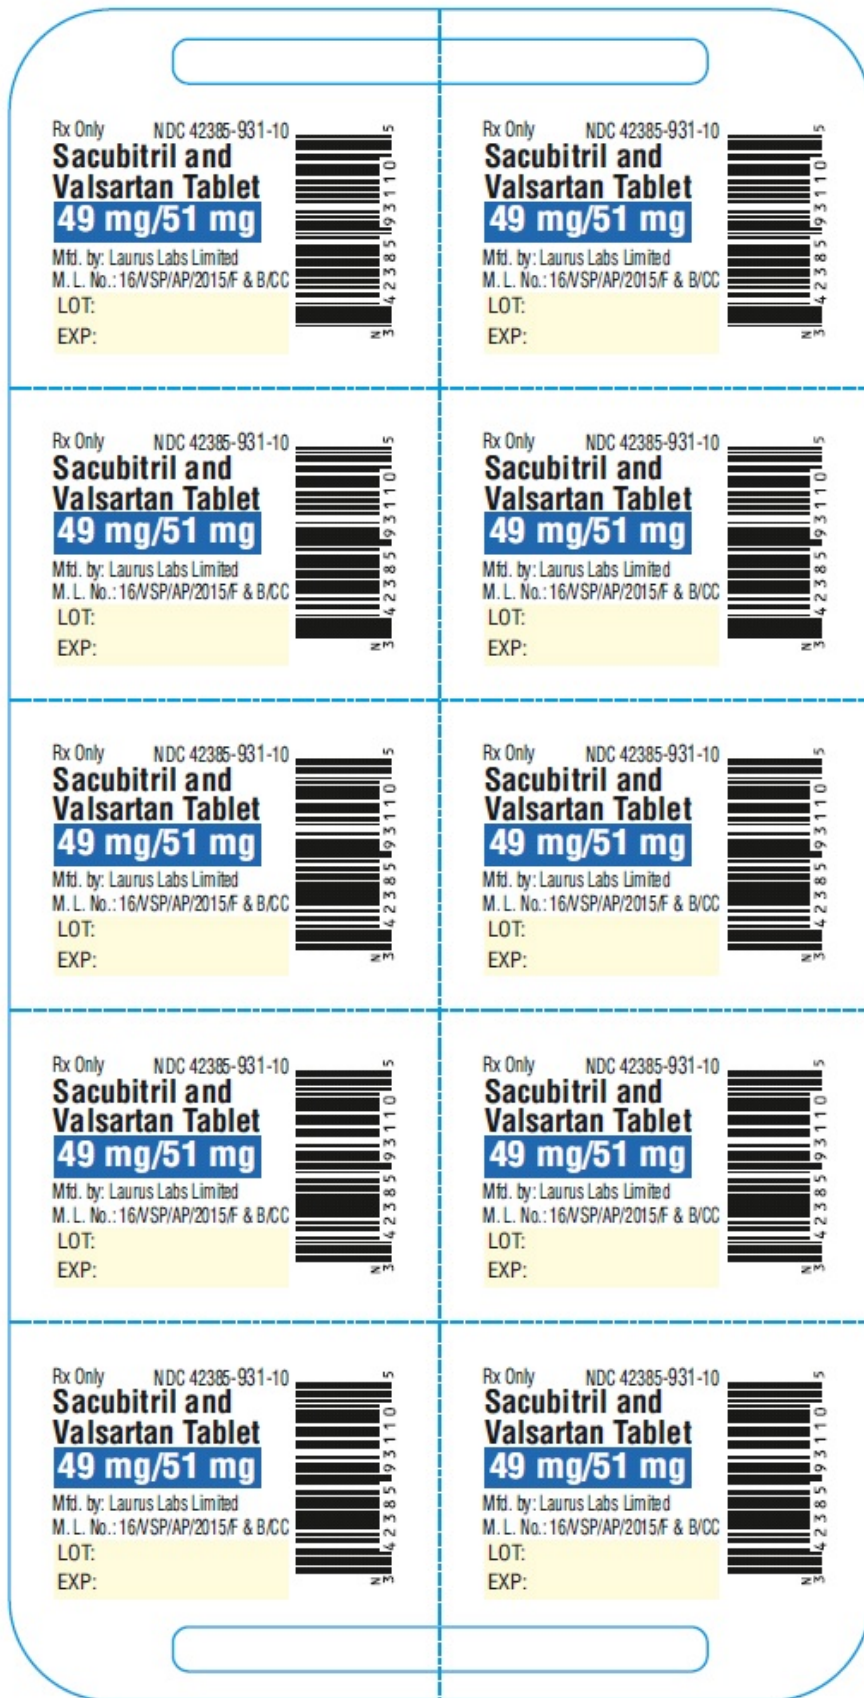 Rx Only NDC 42385-931-10
Sacubitril and
Valsartan Tablet
49 mg/51 mg
Mfd. by: Laurus Labs Limited
M. L. No.: 16/VSP/AP/2015/F & B/CC
LOT:
EXP:
N 3 42385 93110 5
Rx Only NDC 42385-931-10
Sacubitril and
Valsartan Tablet
49 mg/51 mg
Mfd. by: Laurus Labs Limited
M. L. No.: 16/VSP/AP/2015/F & B/CC
LOT:
EXP:
N 3 42385 93110 5
Rx Only NDC 42385-931-10
Sacubitril and
Valsartan Tablet
49 mg/51 mg
Mfd. by: Laurus Labs Limited
M. L. No.: 16/VSP/AP/2015/F & B/CC
LOT:
EXP:
N 3 42385 93110 5
Rx Only NDC 42385-931-10
Sacubitril and
Valsartan Tablet
49 mg/51 mg
Mfd. by: Laurus Labs Limited
M. L. No.: 16/VSP/AP/2015/F & B/CC
LOT:
EXP:
N 3 42385 93110 5
Rx Only NDC 42385-931-10
Sacubitril and
Valsartan Tablet
49 mg/51 mg
Mfd. by: Laurus Labs Limited
M. L. No.: 16/VSP/AP/2015/F & B/CC
LOT:
EXP:
N 3 42385 93110 5
Rx Only NDC 42385-931-10
Sacubitril and
Valsartan Tablet
49 mg/51 mg
Mfd. by: Laurus Labs Limited
M. L. No.: 16/VSP/AP/2015/F & B/CC
LOT:
EXP:
N 3 42385 93110 5
Rx Only NDC 42385-931-10
Sacubitril and
Valsartan Tablet
49 mg/51 mg
Mfd. by: Laurus Labs Limited
M. L. No.: 16/VSP/AP/2015/F & B/CC
LOT:
EXP:
N 3 42385 93110 5
Rx Only NDC 42385-931-10
Sacubitril and
Valsartan Tablet
49 mg/51 mg
Mfd. by: Laurus Labs Limited
M. L. No.: 16/VSP/AP/2015/F & B/CC
LOT:
EXP:
N 3 42385 93110 5
Rx Only NDC 42385-931-10
Sacubitril and
Valsartan Tablet
49 mg/51 mg
Mfd. by: Laurus Labs Limited
M. L. No.: 16/VSP/AP/2015/F & B/CC
LOT:
EXP:
N 3 42385 93110 5
Rx Only NDC 42385-931-10
Sacubitril and
Valsartan Tablet
49 mg/51 mg
Mfd. by: Laurus Labs Limited
M. L. No.: 16/VSP/AP/2015/F & B/CC
LOT:
EXP:
N 3 42385 93110 5